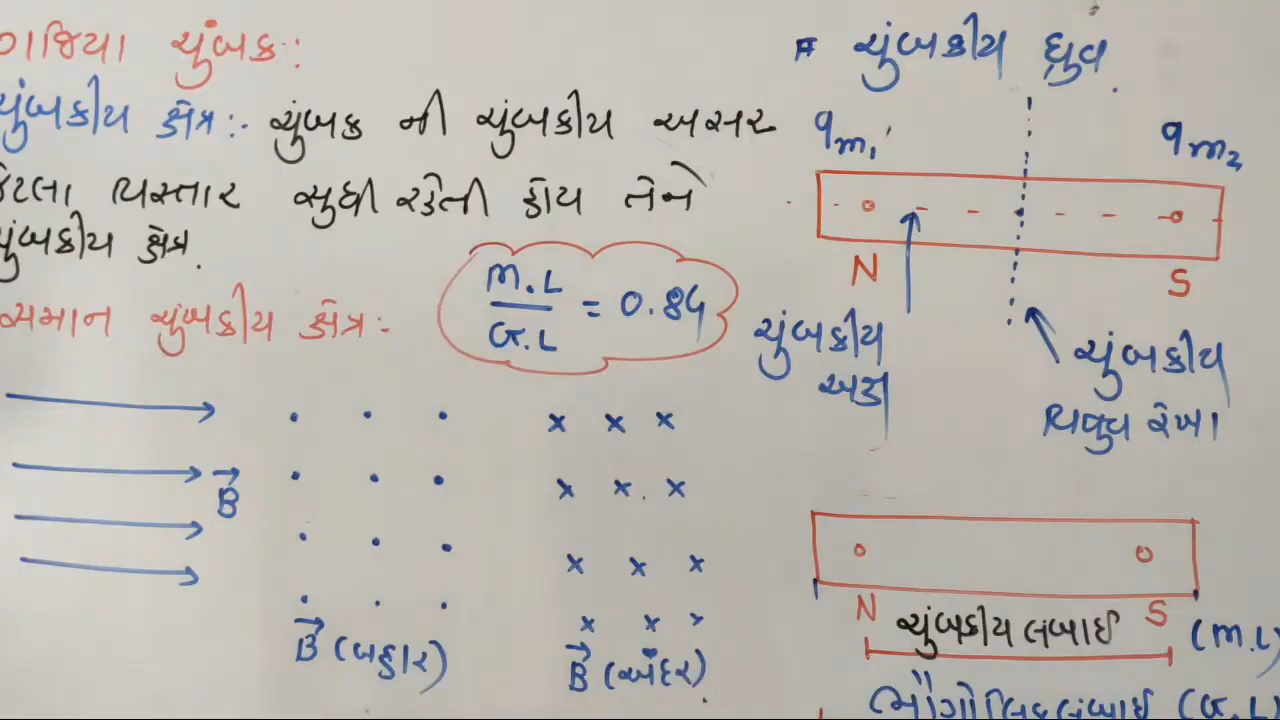 ગજિયા ચુંબક:
ચુંબકીય ક્ષેત્ર:- ચુંબક ની ચુંબકીય અસર
કેટલા વિસ્તાર સુધી રહેતી હોય તેને
ચુંબકીય ક્ષેત્ર.
સમાન ચુંબકીય ક્ષેત્ર:-
M.L
G.L
= 0.84
B
B (બહાર)
B (અંદર)
ચુંબકીય ધ્રુવ
qm₁
qm₂
N
S
ચુંબકીય
અક્ષ
ચુંબકીય
વિષુવ રેખા
N
S
ચુંબકીય લંબાઈ
(M.L)
ભૌગોલિક લંબાઈ (G.L)